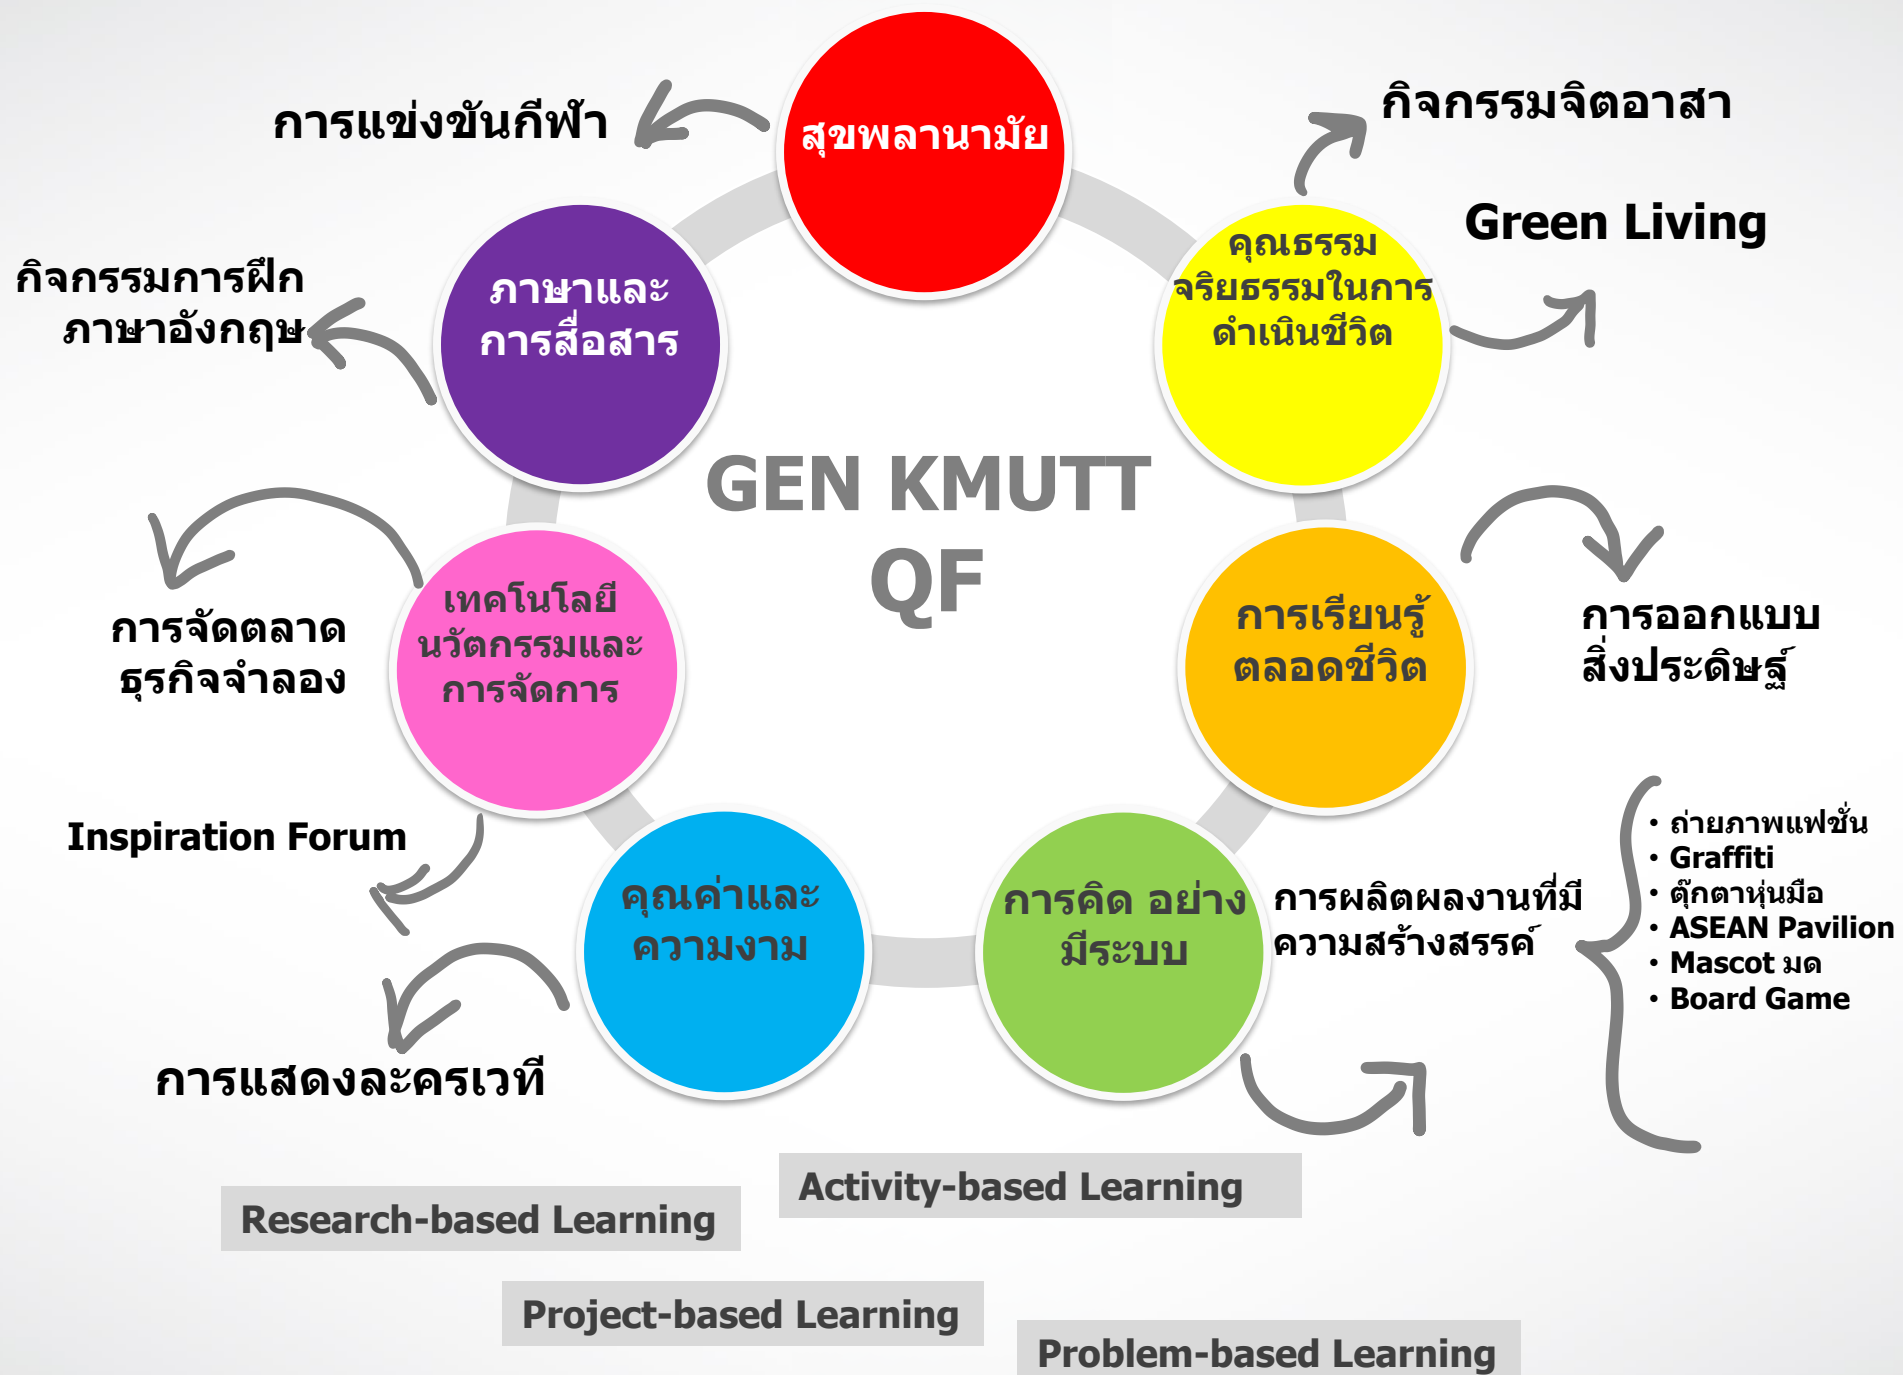 สุขพลานามัย
การแข่งขันกีฬา
กิจกรรมจิตอาสา
Green Living
คุณธรรม
จริยธรรมในการ
ดำเนินชีวิต
ภาษาและ
การสื่อสาร
กิจกรรมการฝึก
ภาษาอังกฤษ
GEN KMUTT
QF
เทคโนโลยี
นวัตกรรมและ
การจัดการ
การจัดตลาด
ธุรกิจจำลอง
การเรียนรู้
ตลอดชีวิต
การออกแบบ
สิ่งประดิษฐ์
Inspiration Forum
คุณค่าและ
ความงาม
การคิด อย่าง
มีระบบ
การผลิตผลงานที่มี
ความสร้างสรรค์
• ถ่ายภาพแฟชั่น
• Graffiti
• ตุ๊กตาหุ่นมือ
• ASEAN Pavilion
• Mascot มด
• Board Game
การแสดงละครเวที
Activity-based Learning
Research-based Learning
Project-based Learning
Problem-based Learning